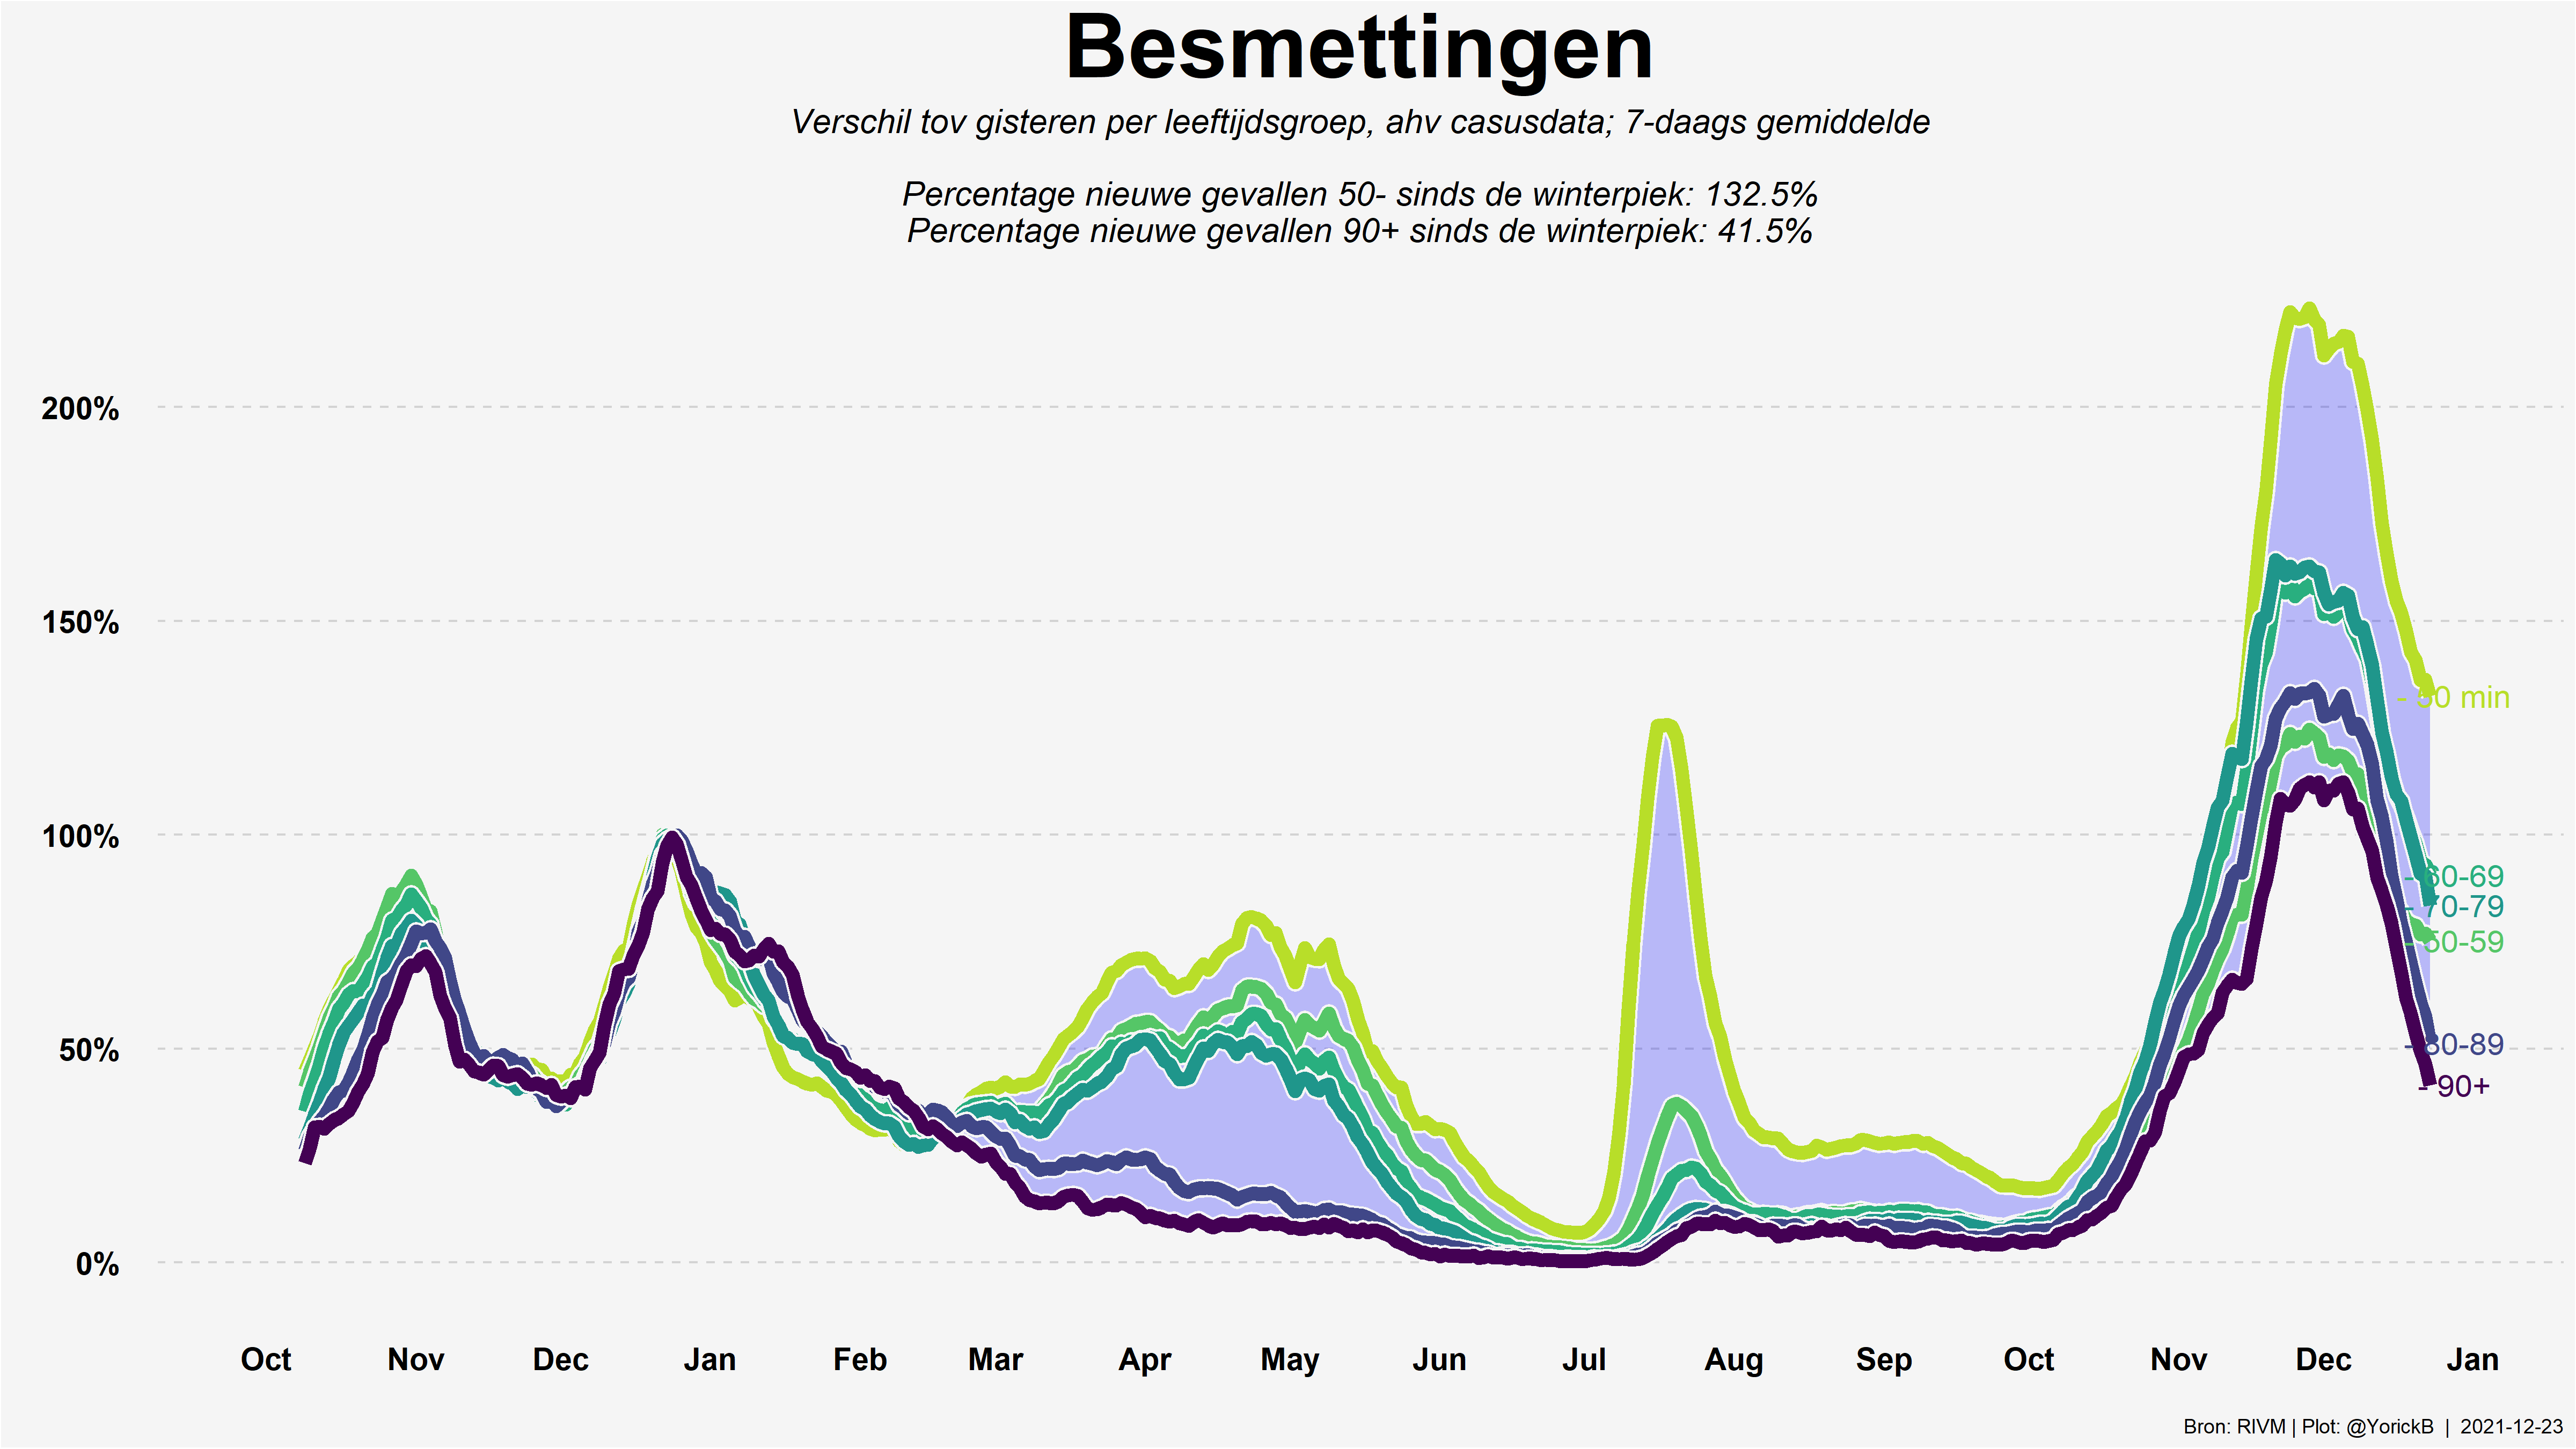 Besmettingen
Verschil tov gisteren per leeftijdsgroep, ahv casusdata; 7-daags gemiddelde
Percentage nieuwe gevallen 50- sinds de winterpiek: 132.5%
Percentage nieuwe gevallen 90+ sinds de winterpiek: 41.5%
200%
150%
100%
50%
0%
- 50 min
- 60-69
- 70-79
- 50-59
- 80-89
- 90+
Oct Nov Dec Jan Feb Mar Apr May Jun Jul Aug Sep Oct Nov Dec Jan
Bron: RIVM | Plot: @YorickB | 2021-12-23